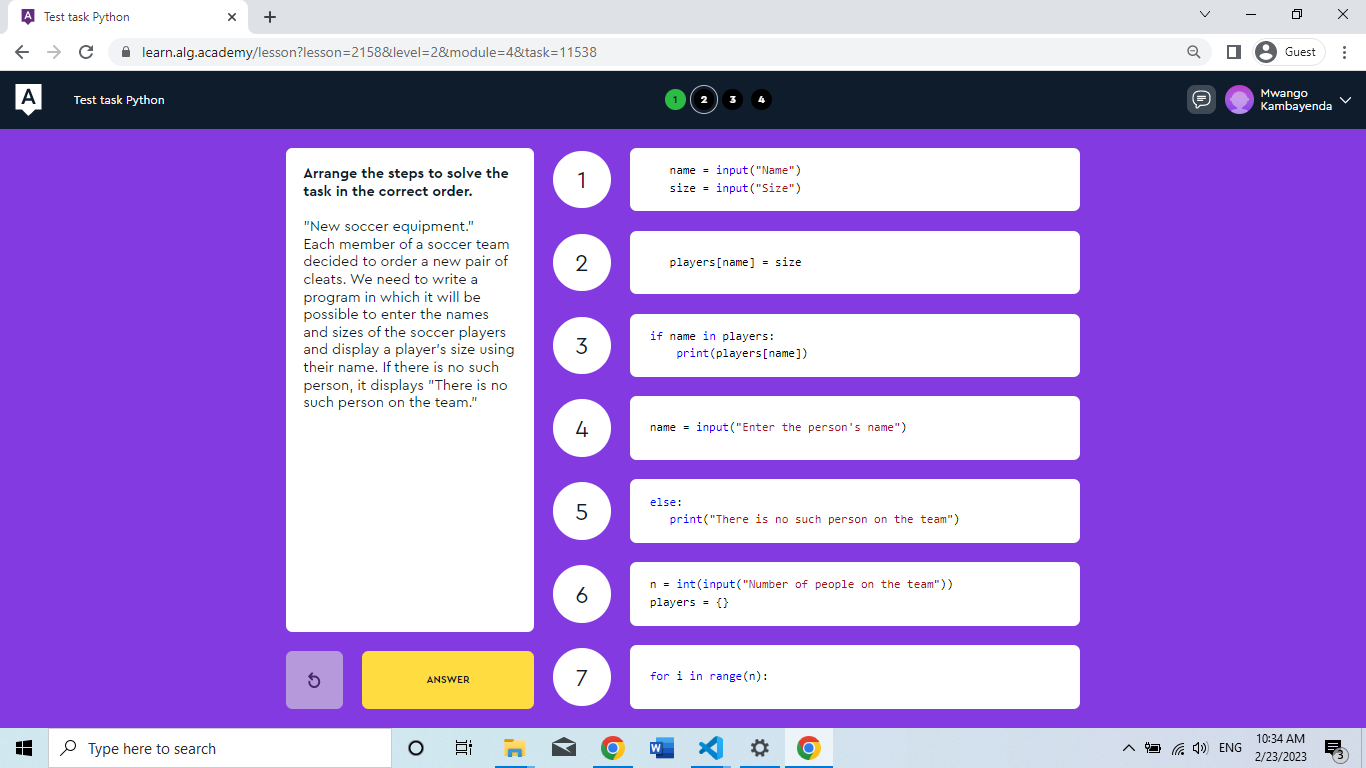 Test task Python
learn.alg.academy/lesson?lesson=2158&level=2&module=4&task=11538
Guest
A
Test task Python
1 2 3 4
Mwango
Kambayenda
Arrange the steps to solve the
task in the correct order.
"New soccer equipment."
Each member of a soccer team
decided to order a new pair of
cleats. We need to write a
program in which it will be
possible to enter the names
and sizes of the soccer players
and display a player's size using
their name. If there is no such
person, it displays "There is no
such person on the team."
ANSWER
1
name = input("Name")
size = input("Size")
2
players[name] = size
3
if name in players:
print(players[name])
4
name = input("Enter the person's name")
5
else:
print("There is no such person on the team")
6
n = int(input("Number of people on the team"))
players = {}
7
for i in range(n):
Type here to search
ENG
10:34 AM
2/23/2023
3